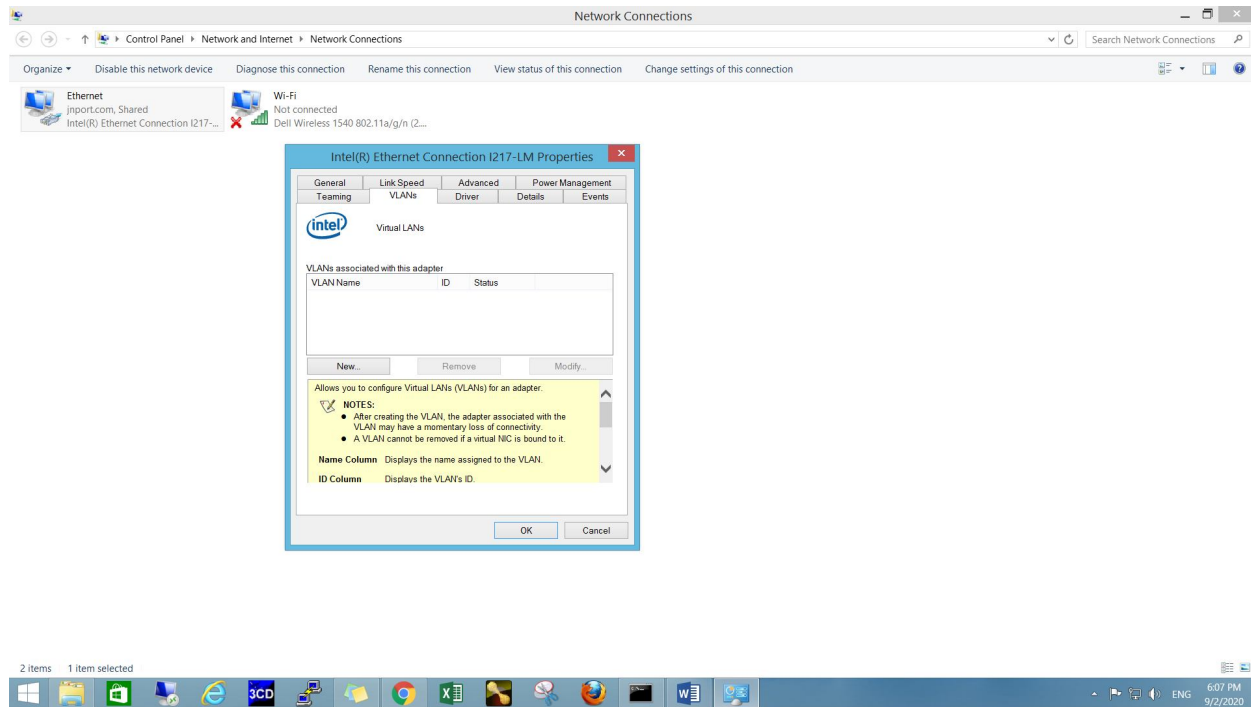 Network Connections
Control Panel Network and Internet Network Connections
Search Network Connections
Organize Disable this network device Diagnose this connection Rename this connection View status of this connection Change settings of this connection
Ethernet
jnport.com, Shared
Intel(R) Ethernet Connection I217-...
Wi-Fi
Not connected
Dell Wireless 1540 802.11a/g/n (2....
Intel(R) Ethernet Connection I217-LM Properties
General Link Speed Advanced Power Management
Teaming VLANs Driver Details Events
intel
Virtual LANs
VLANs associated with this adapter
VLAN Name ID Status
New... Remove Modify...
Allows you to configure Virtual LANs (VLANs) for an adapter.
NOTES:
● After creating the VLAN, the adapter associated with the
VLAN may have a momentary loss of connectivity.
● A VLAN cannot be removed if a virtual NIC is bound to it.
Name Column Displays the name assigned to the VLAN.
ID Column Displays the VLAN's ID.
OK Cancel
2 items 1 item selected
3CD
ENG
6:07 PM
9/2/2020